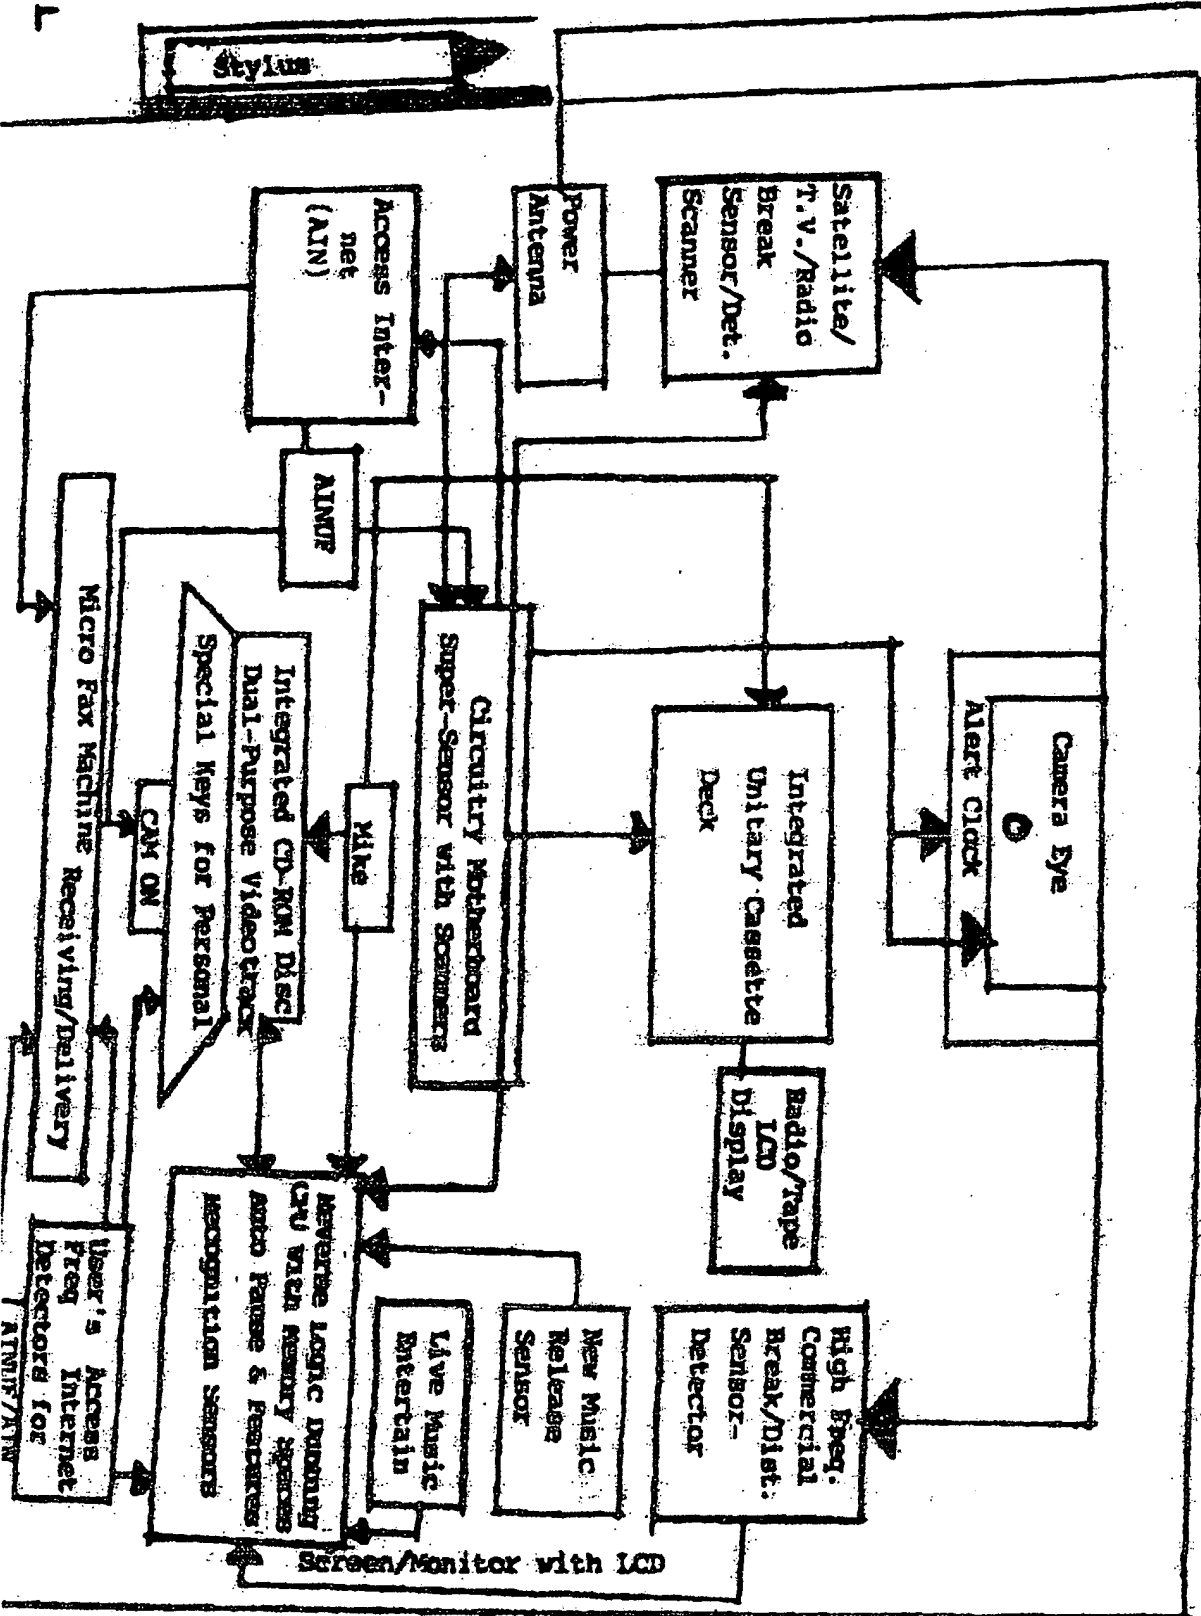 Stylus
Camera Eye
Alert Clock
Satellite/
T.V./Radio
Break
Sensor/Det.
Scanner
Integrated
Unitary Cassette
Deck
Radio/Tape
LCD
Display
High Freq.
Commercial
Break/Dist.
Sensor-
Detector
Power
Antenna
Circuitry Motherboard
Super-Sensor with Scanners
New Music
Release
Sensor
Access Inter-
net
(AIN)
AINUF
Mike
Live Music
Entertain
Integrated CD-ROM Disc
Dual-Purpose Videotrack
Special Keys for Personal
CAM ON
Reverse Logic Dubbing
CPU with Memory Spaces
Auto Pause & Features
Recognition Sensors
Screen/Monitor with LCD
Micro Fax Machine Receiving/Delivery
User's Access
Freq Internet
Detectors for